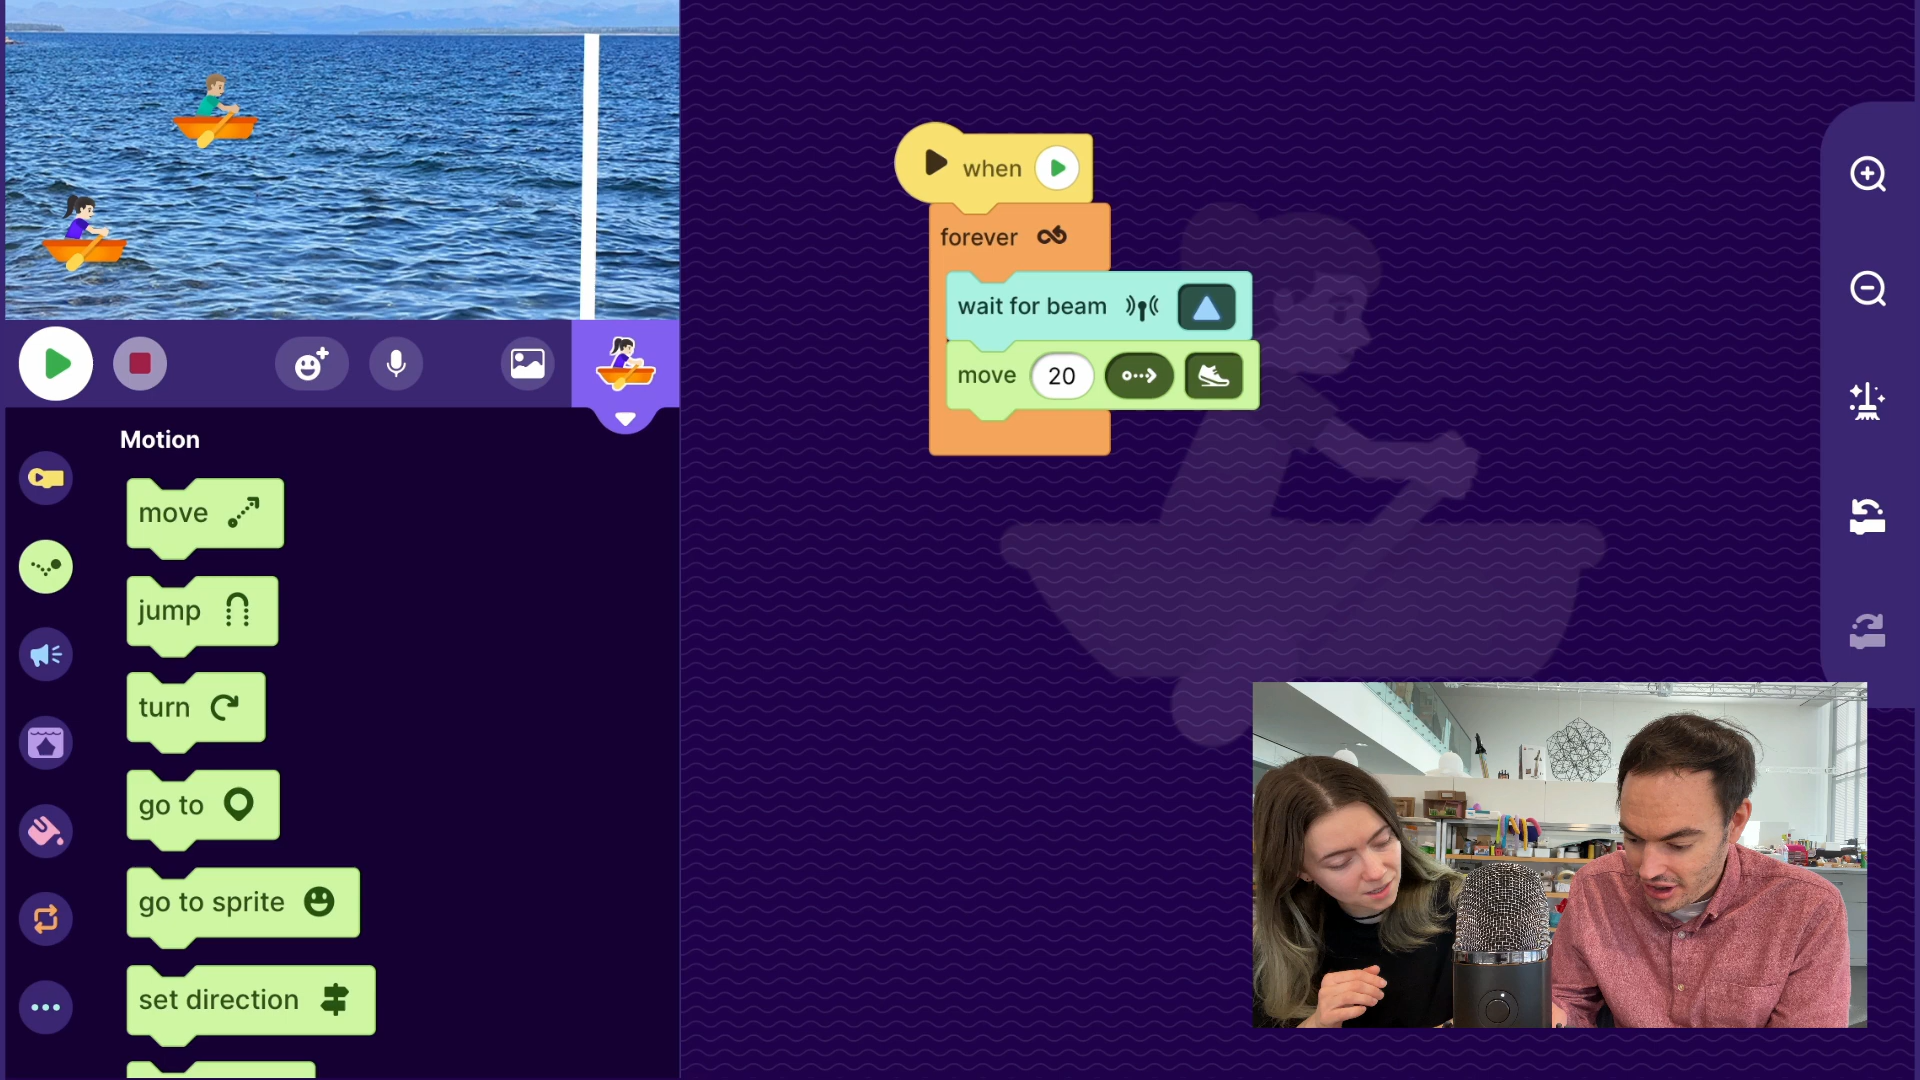 when
forever
wait for beam
move 20
Motion
move
jump
turn
go to
go to sprite
set direction